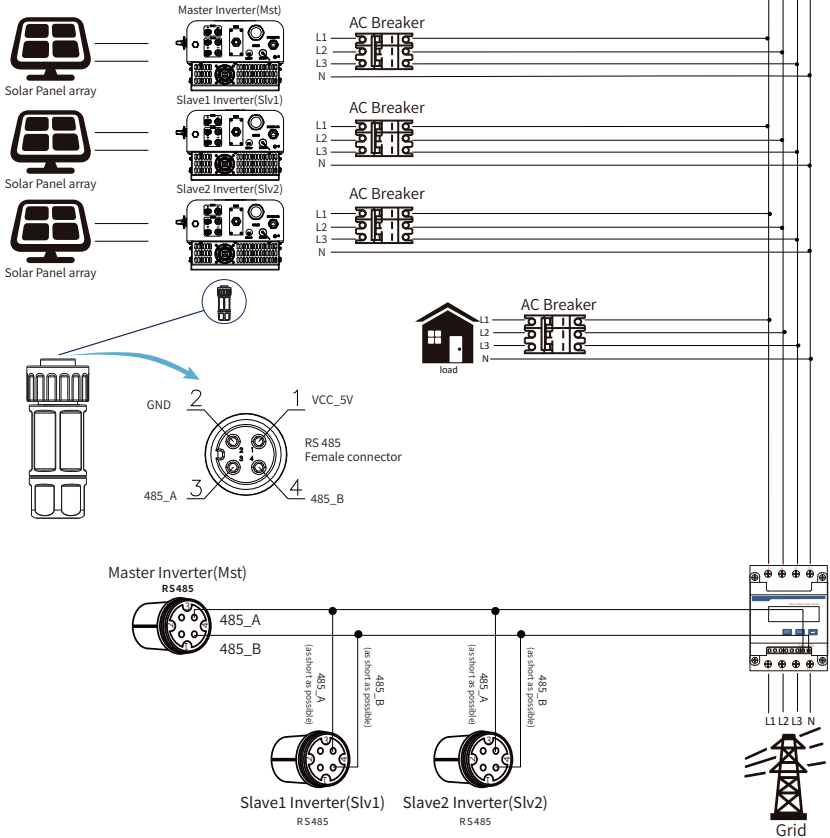 Master Inverter(Mst)
AC Breaker
L1
L2
L3
N
Solar Panel array
Slave1 Inverter(Slv1)
AC Breaker
L1
L2
L3
N
Solar Panel array
Slave2 Inverter(Slv2)
AC Breaker
L1
L2
L3
N
Solar Panel array
AC Breaker
L1
L2
L3
N
load
2
1
GND
VCC_5V
2 1
3 4
RS 485
Female connector
3
4
485_A
485_B
Master Inverter(Mst)
RS485
485_A
485_B
485_A
(as short as possible)
485_B
(as short as possible)
485_A
(as short as possible)
485_B
(as short as possible)
L1 L2 L3 N
Slave1 Inverter(Slv1)
RS485
Slave2 Inverter(Slv2)
RS485
Grid